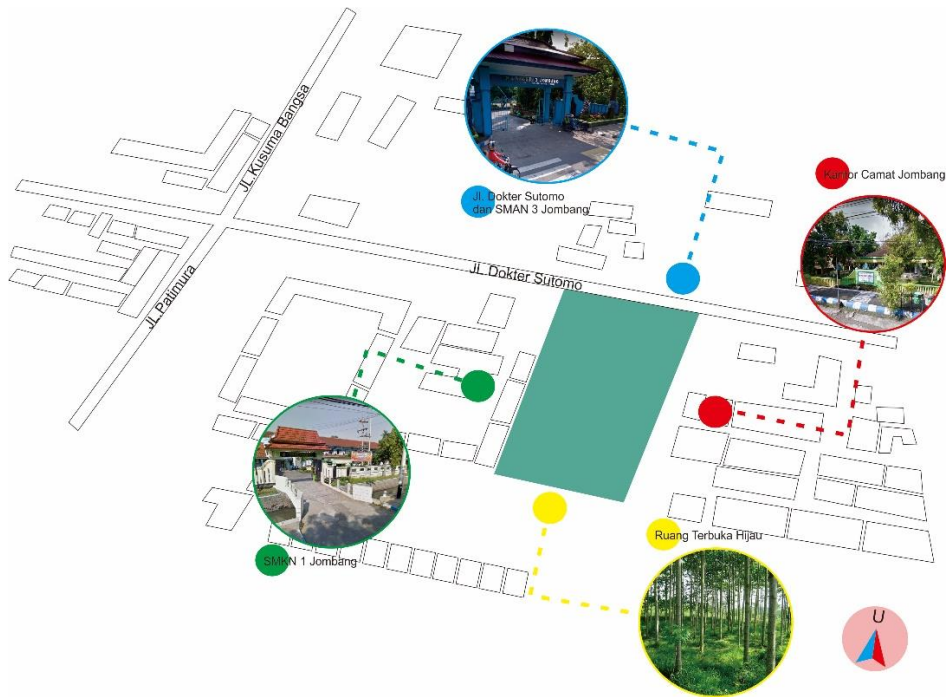 JL.Kusuma Bangsa
JL.Patimura
JL. Dokter Sutomo
Jl. Dokter Sutomo
dan SMAN 3 Jombang
Kantor Camat Jombang
SMKN 1 Jombang
Ruang Terbuka Hijau
U